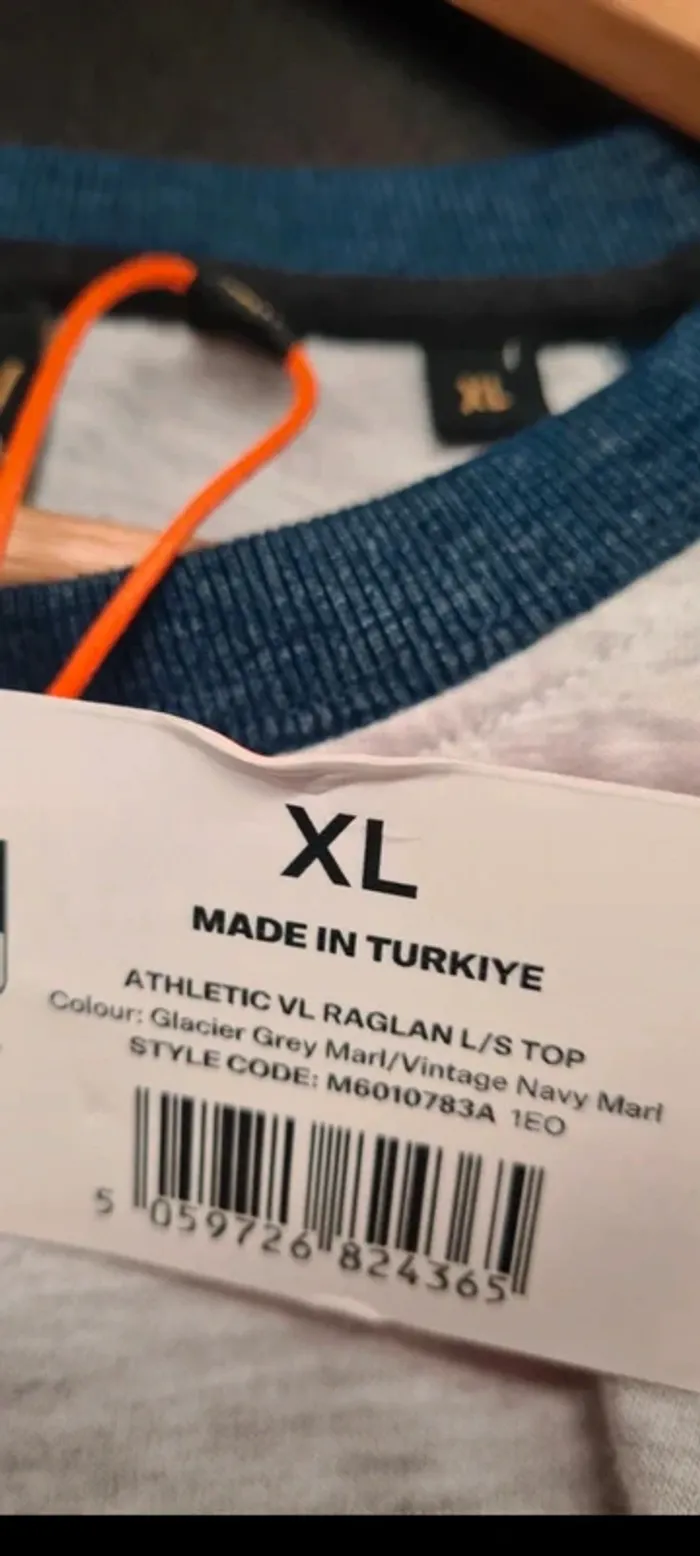 XL
XL
MADE IN TURKIYE
ATHLETIC VL RAGLAN L/S TOP
Colour: Glacier Grey Marl/Vintage Navy Marl
STYLE CODE: M6010783A 1EO
5 059726 824365